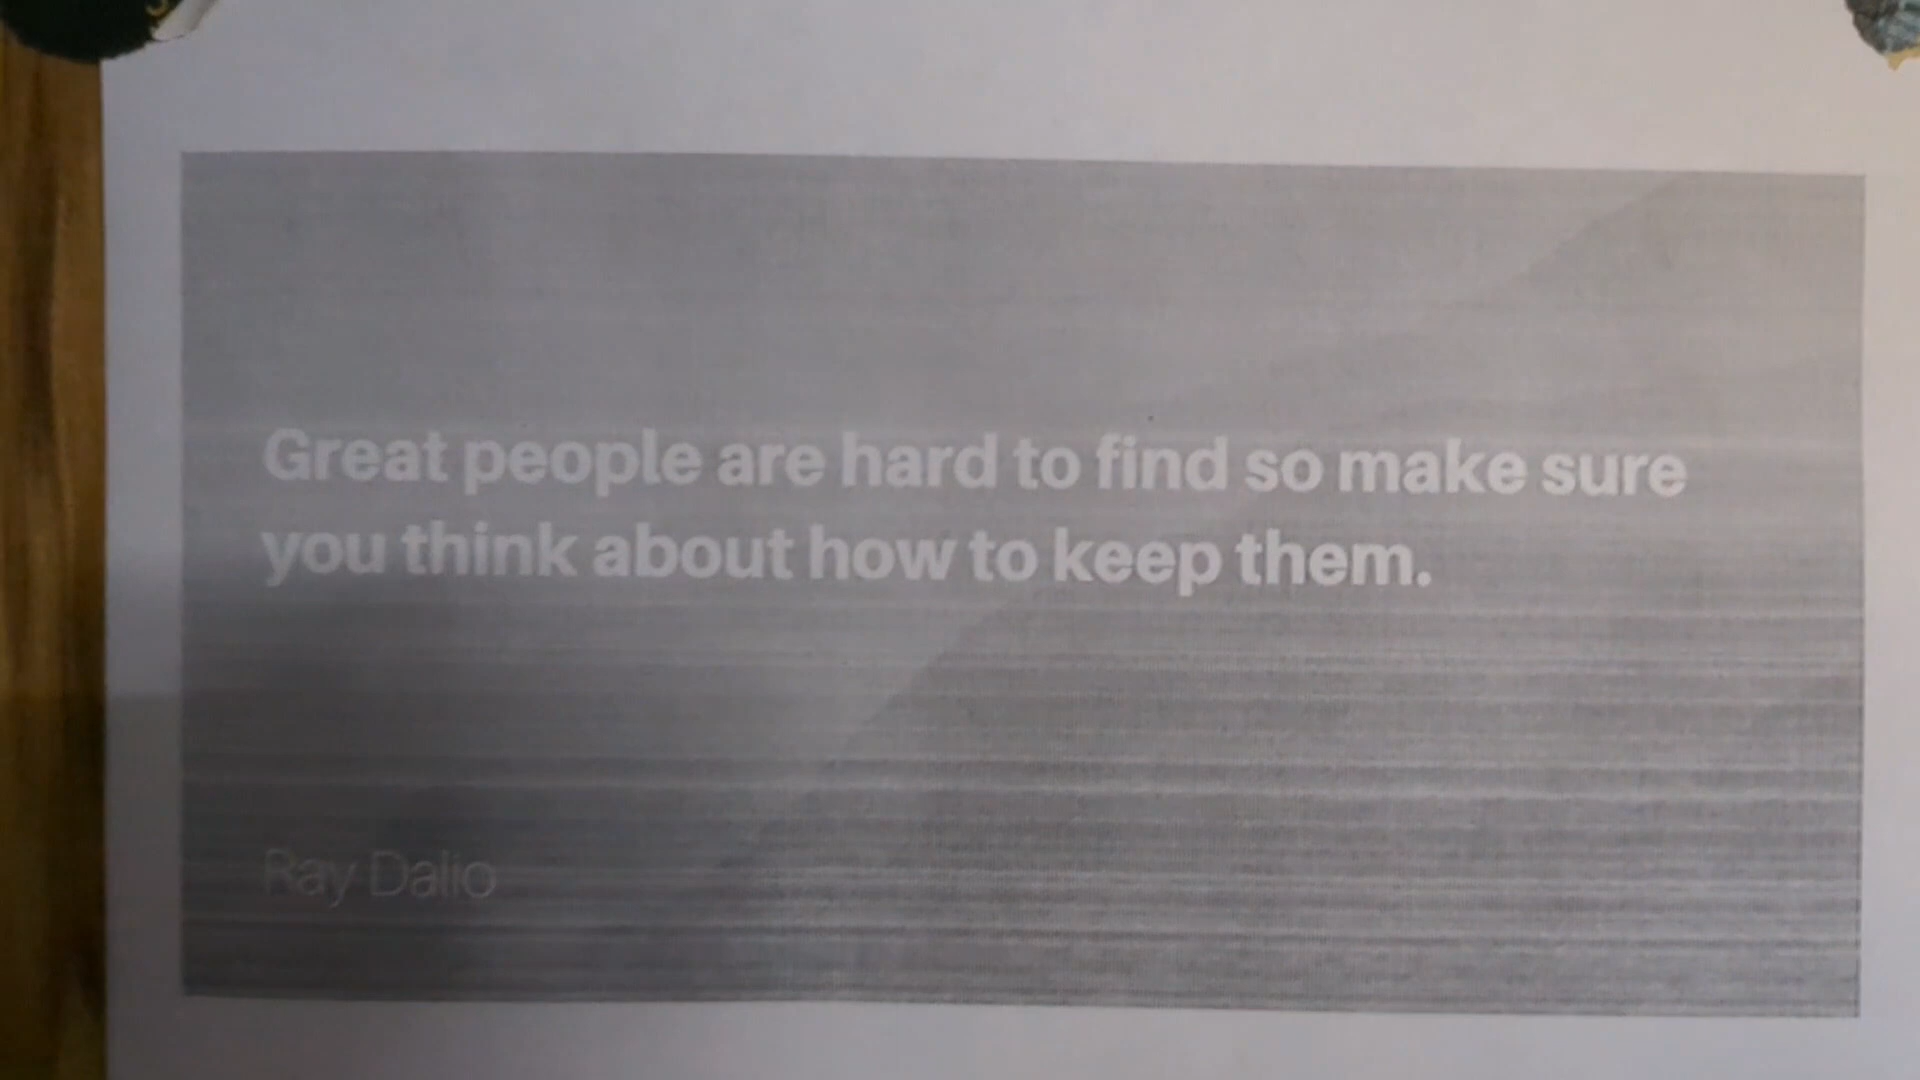 Great people are hard to find so make sure
you think about how to keep them.
Ray Dalio